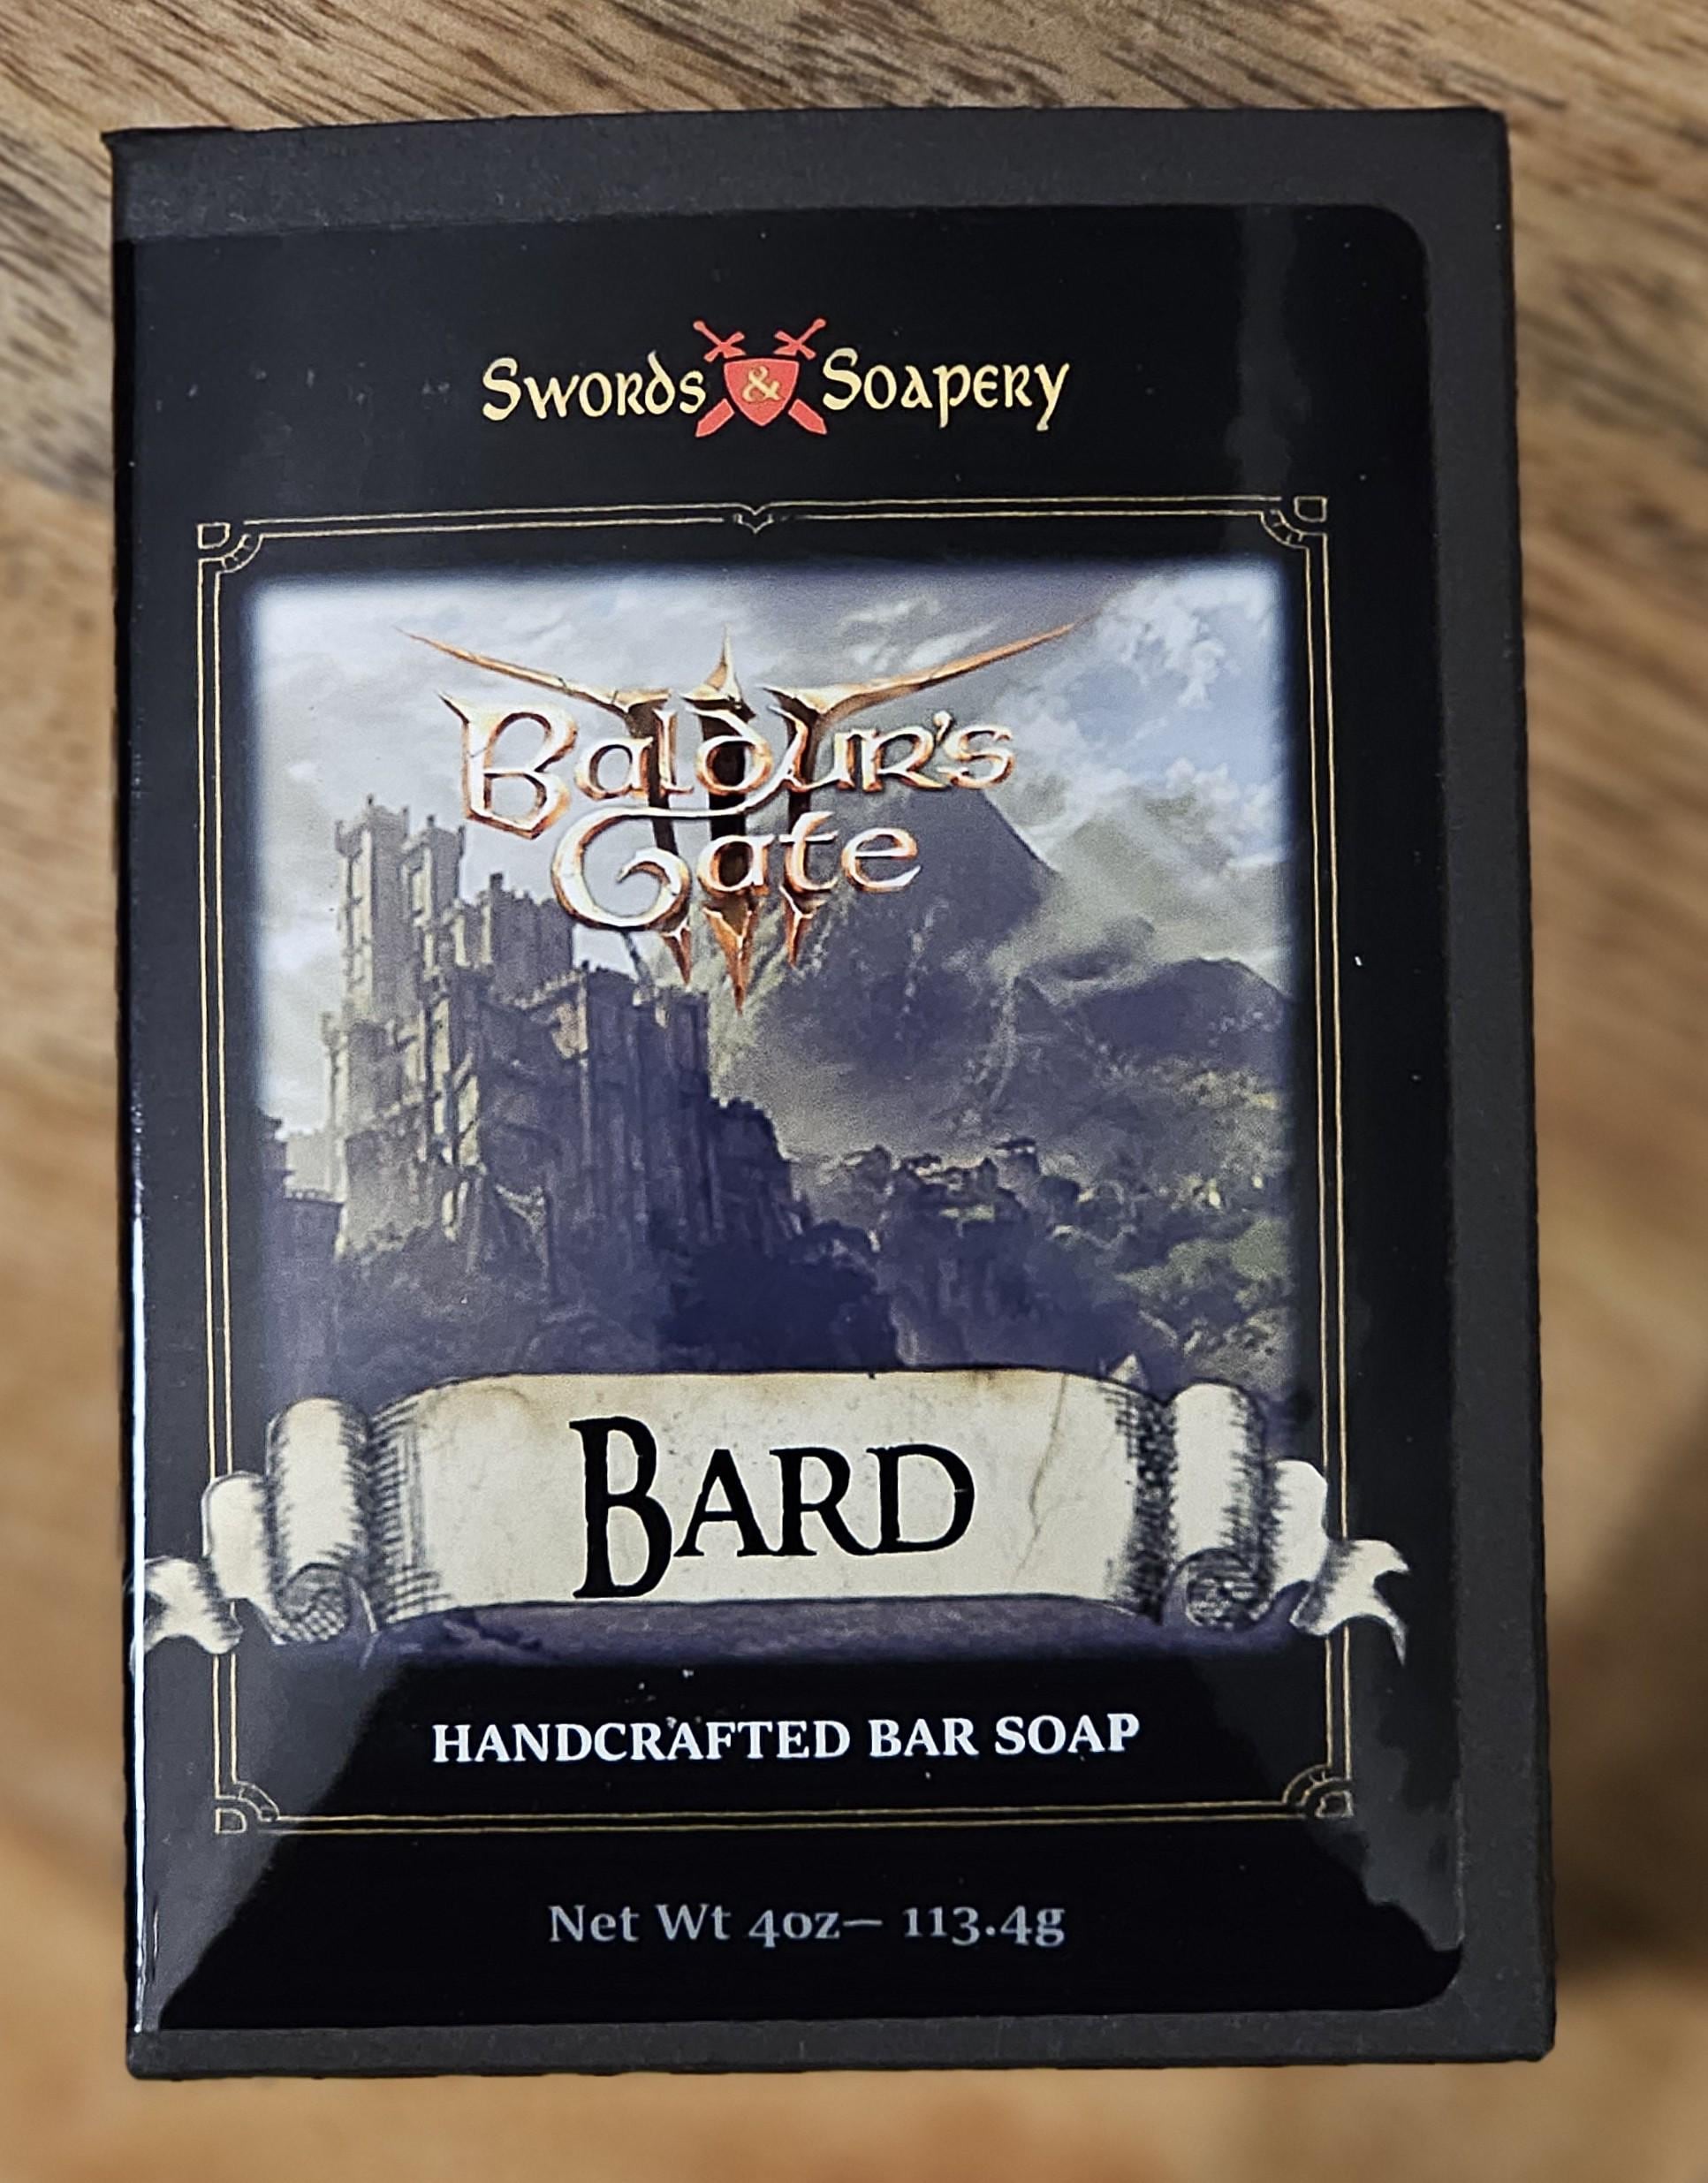 Swords & Soapery
Baldur's
Gate
III
Bard
HANDCRAFTED BAR SOAP
Net Wt 4oz— 113.4g